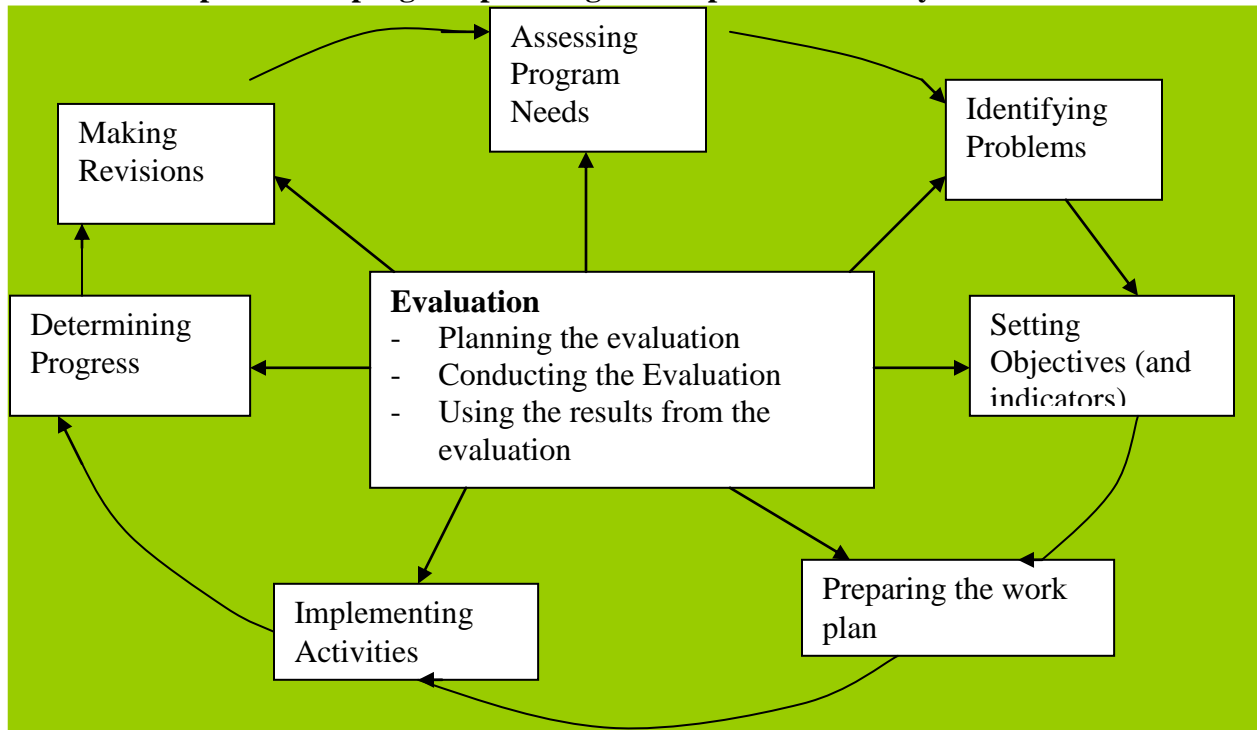 Assessing
Program
Needs
Identifying
Problems
Making
Revisions
Evaluation
- Planning the evaluation
- Conducting the Evaluation
- Using the results from the
evaluation
Determining
Progress
Setting
Objectives (and
indicators)
Preparing the work
plan
Implementing
Activities